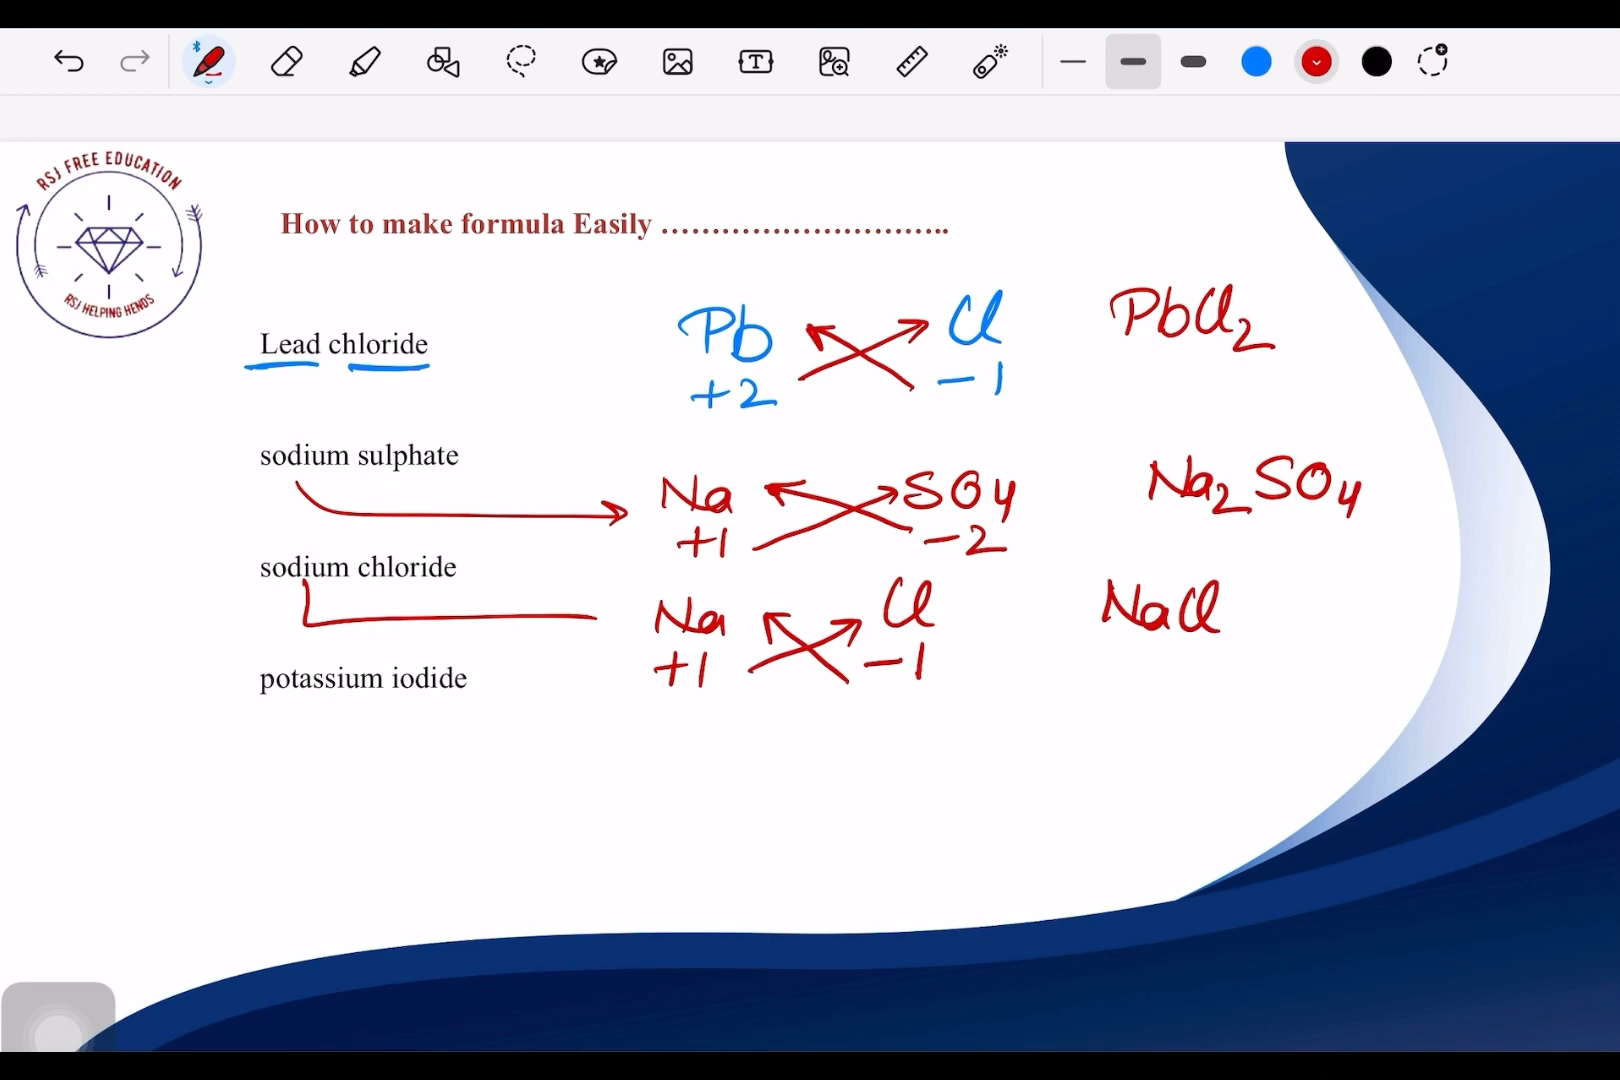 RSJ FREE EDUCATION
RSJ HELPING HENDS
How to make formula Easily ...............................
Lead chloride
Pb Cl PbCl2
+2 -1
sodium sulphate
Na SO4 Na2SO4
+1 -2
sodium chloride
Na Cl NaCl
+1 -1
potassium iodide